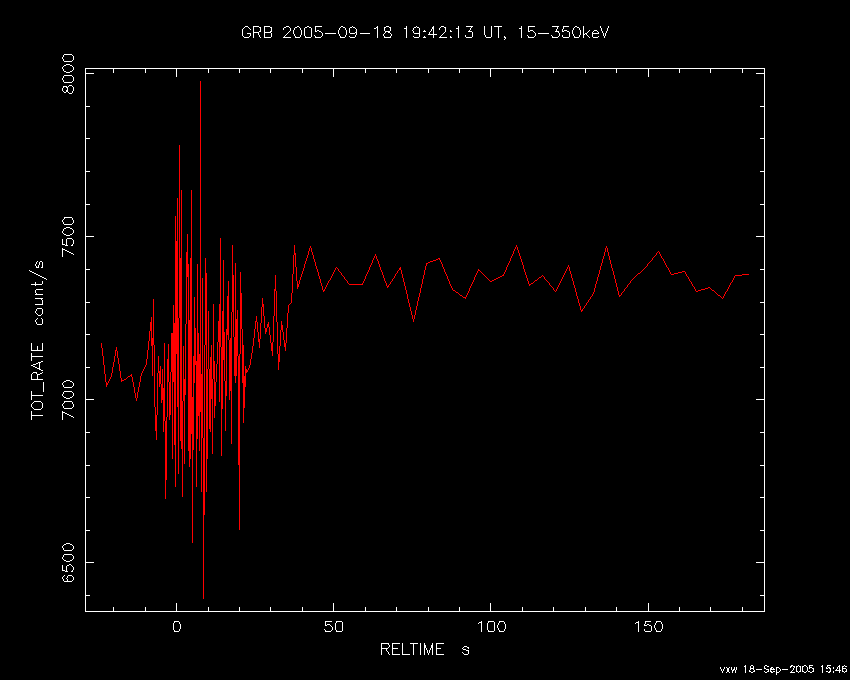 GRB 2005-09-18 19:42:13 UT, 15-350keV
8000
7500
7000
6500
TOT_RATE count/s
0 50 100 150
RELTIME s
vxw 18-Sep-2005 15:46